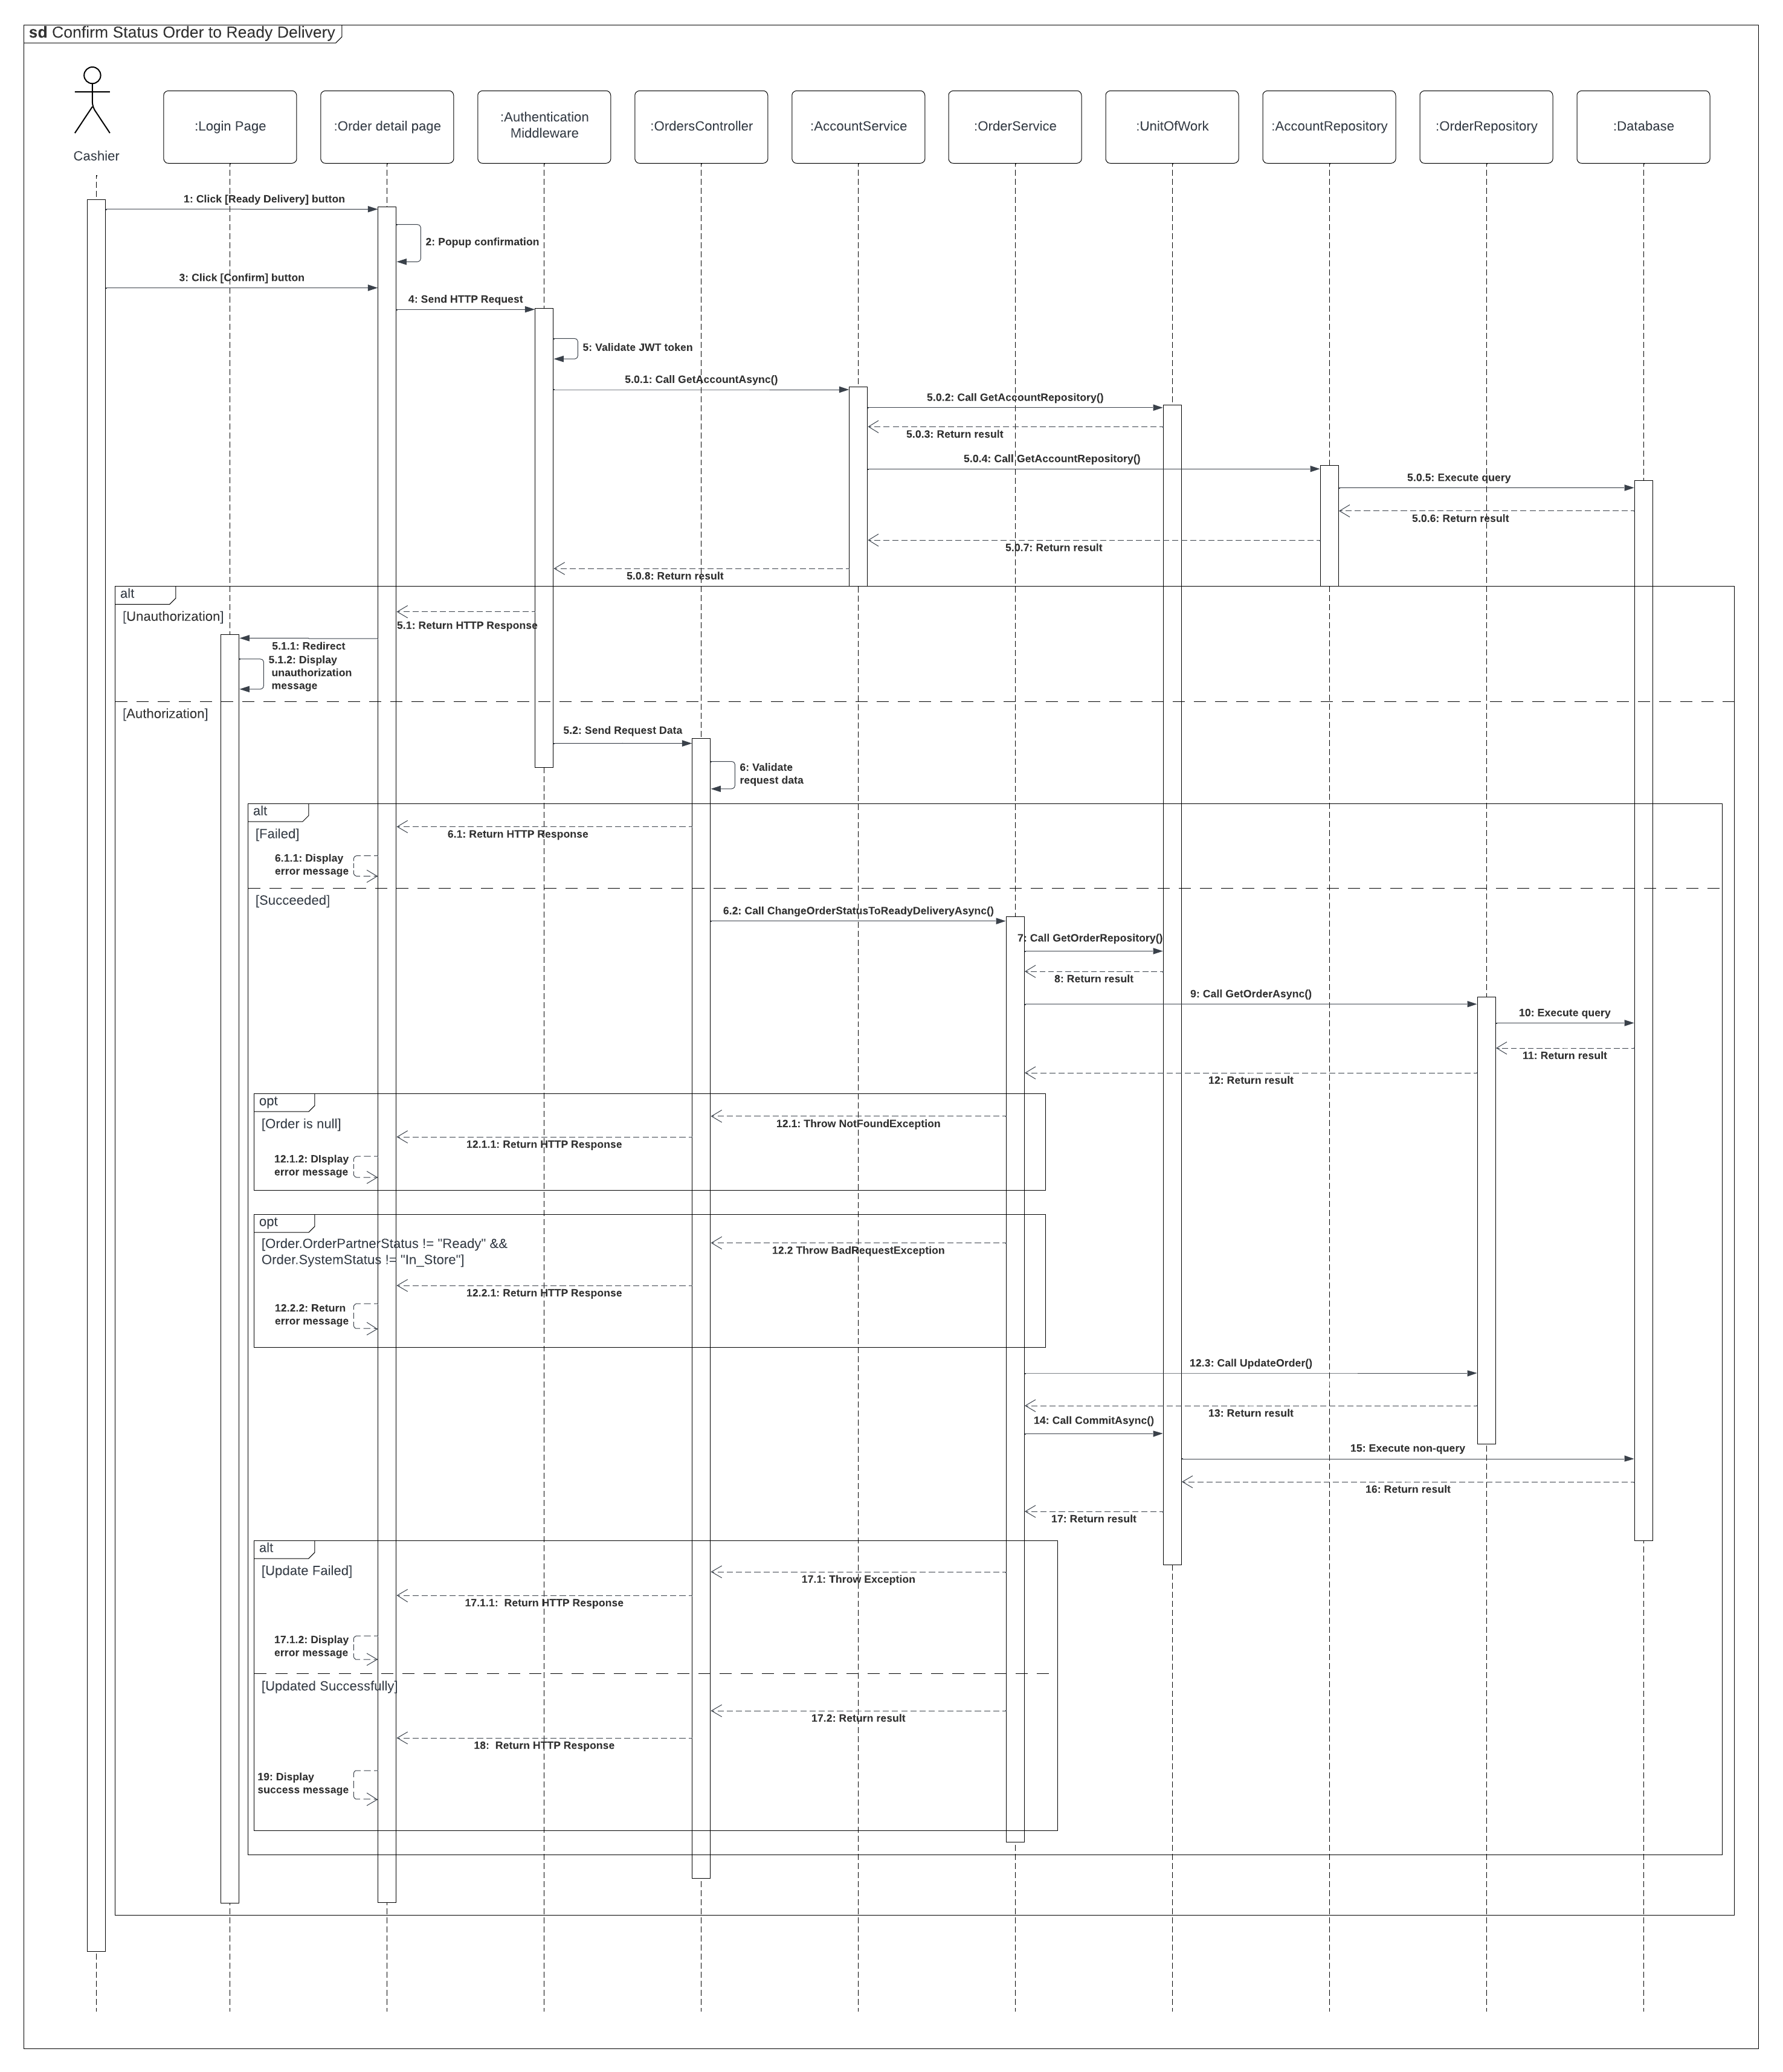 sd Confirm Status Order to Ready Delivery
Cashier
:Login Page
:Order detail page
:Authentication
Middleware
:OrdersController
:AccountService
:OrderService
:UnitOfWork
:AccountRepository
:OrderRepository
:Database
1: Click [Ready Delivery] button
2: Popup confirmation
3: Click [Confirm] button
4: Send HTTP Request
5: Validate JWT token
5.0.1: Call GetAccountAsync()
5.0.2: Call GetAccountRepository()
5.0.3: Return result
5.0.4: Call GetAccountRepository()
5.0.5: Execute query
5.0.6: Return result
5.0.7: Return result
5.0.8: Return result
alt
[Unauthorization]
5.1: Return HTTP Response
5.1.1: Redirect
5.1.2: Display
unauthorization
message
[Authorization]
5.2: Send Request Data
6: Validate
request data
alt
[Failed]
6.1: Return HTTP Response
6.1.1: Display
error message
[Succeeded]
6.2: Call ChangeOrderStatusToReadyDeliveryAsync()
7: Call GetOrderRepository()
8: Return result
9: Call GetOrderAsync()
10: Execute query
11: Return result
12: Return result
opt
[Order is null]
12.1: Throw NotFoundException
12.1.1: Return HTTP Response
12.1.2: DIsplay
error message
opt
[Order.OrderPartnerStatus != "Ready" &&
Order.SystemStatus != "In_Store"]
12.2 Throw BadRequestException
12.2.1: Return HTTP Response
12.2.2: Return
error message
12.3: Call UpdateOrder()
13: Return result
14: Call CommitAsync()
15: Execute non-query
16: Return result
17: Return result
alt
[Update Failed]
17.1: Throw Exception
17.1.1:  Return HTTP Response
17.1.2: Display
error message
[Updated Successfully]
17.2: Return result
18:  Return HTTP Response
19: Display
success message